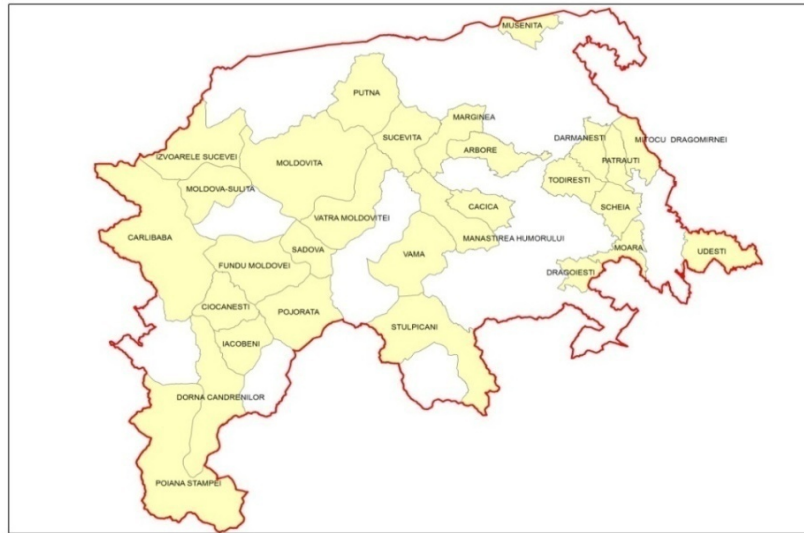 MUSENITA
PUTNA
MARGINEA
SUCEVITA
DARMANESTI
MITOCU DRAGOMIRNEI
ARBORE
IZVOARELE SUCEVEI
MOLDOVITA
PATRAUTI
TODIRESTI
MOLDOVA-SULITA
SCHEIA
CACICA
VATRA MOLDOVITEI
CARLIBABA
MANASTIREA HUMORULUI
MOARA
SADOVA
UDESTI
VAMA
FUNDU MOLDOVEI
DRAGOIESTI
CIOCANESTI
POJORATA
STULPICANI
IACOBENI
DORNA CANDRENILOR
POIANA STAMPEI